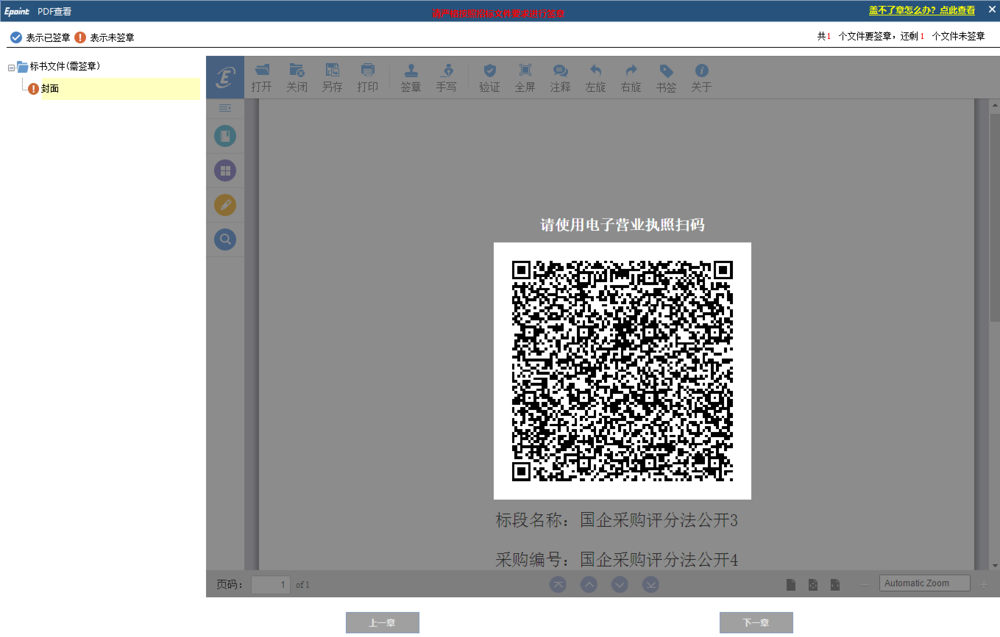 Epoint PDF查看
请严格按照招标文件要求进行签章
盖不了章怎么办？点此查看
表示已签章 表示未签章
共1 个文件要签章，还剩1 个文件未签章
标书文件(需签章)
封面
打开 关闭 另存 打印 签章 手写 验证 全屏 注释 左旋 右旋 书签 关于
请使用电子营业执照扫码
标段名称：国企采购评分法公开3
采购编号：国企采购评分法公开4
页码： 1 of 1
Automatic Zoom
上一章 下一章